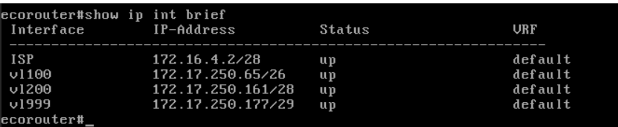 ecorouter#show ip int brief
Interface IP-Address Status VRF
----------------------------------------------------------------
ISP 172.16.4.2/28 up default
vl100 172.17.250.65/26 up default
vl200 172.17.250.161/28 up default
vl999 172.17.250.177/29 up default
ecorouter#_